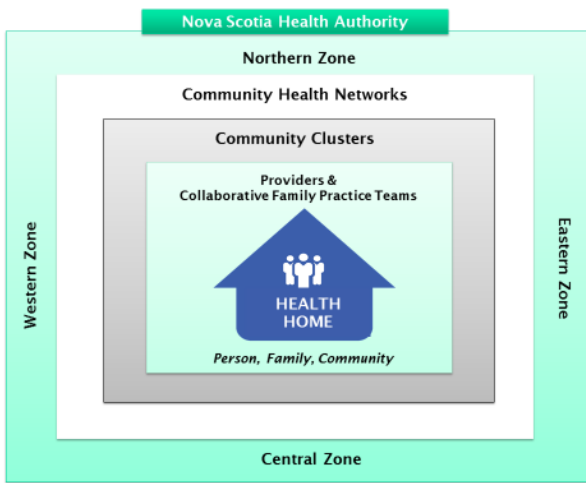 Nova Scotia Health Authority
Northern Zone
Community Health Networks
Community Clusters
Providers &
Collaborative Family Practice Teams
Western Zone
HEALTH
HOME
Eastern Zone
Person, Family, Community
Central Zone